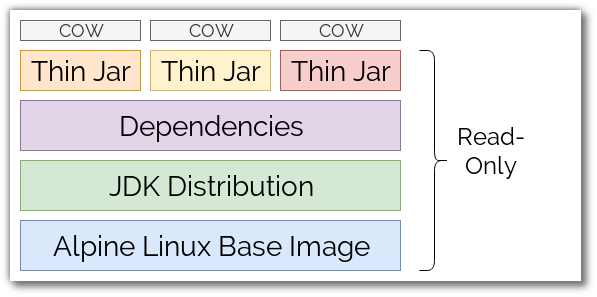 COW COW COW
Thin Jar Thin Jar Thin Jar
Dependencies
JDK Distribution
Alpine Linux Base Image
Read-
Only